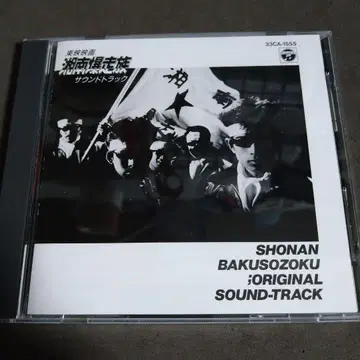 東映映画
湘南爆走族
サウンドトラック
33CA-1555
SHONAN
BAKUSOZOKU
;ORIGINAL
SOUND-TRACK